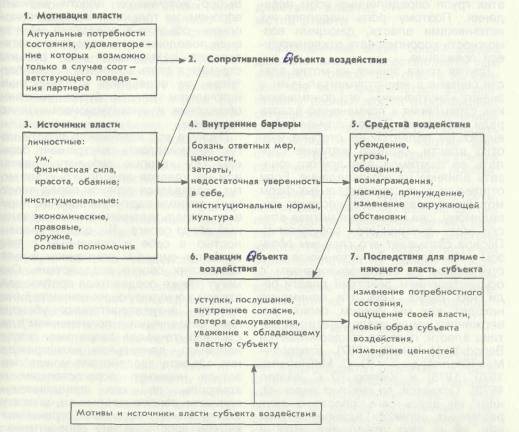 1. Мотивация власти
Актуальные потребности
состояния, удовлетворе-
ние которых возможно
только в случае соот-
ветствующего поведе-
ния партнера
2. Сопротивление Объекта воздействия
3. Источники власти
личностные:
ум,
физическая сила,
красота, обаяние;
институциональные:
экономические,
правовые,
оружие,
ролевые полномочия
4. Внутренние барьеры
боязнь ответных мер,
ценности,
затраты,
недостаточная уверенность
в себе,
институциональные нормы,
культура
5. Средства воздействия
убеждение,
угрозы,
обещания,
вознаграждения,
насилие, принуждение,
изменение окружающей
обстановки
6. Реакции Объекта
воздействия
уступки, послушание,
внутреннее согласие,
потеря самоуважения,
уважение к обладающему
властью субъекту
7. Последствия для приме-
няющего власть субъекта
изменение потребностного
состояния,
ощущение своей власти,
новый образ субъекта
воздействия,
изменение ценностей
Мотивы и источники власти субъекта воздействия